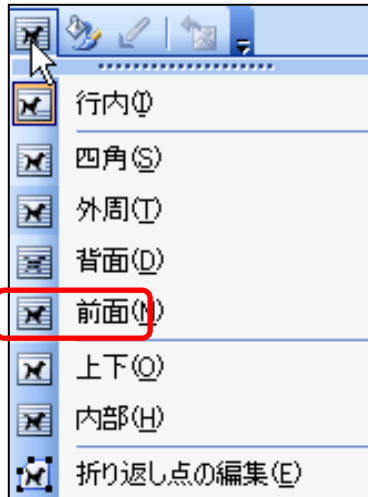 行内(I)
四角(S)
外周(T)
背面(D)
前面(N)
上下(O)
内部(H)
折り返し点の編集(E)